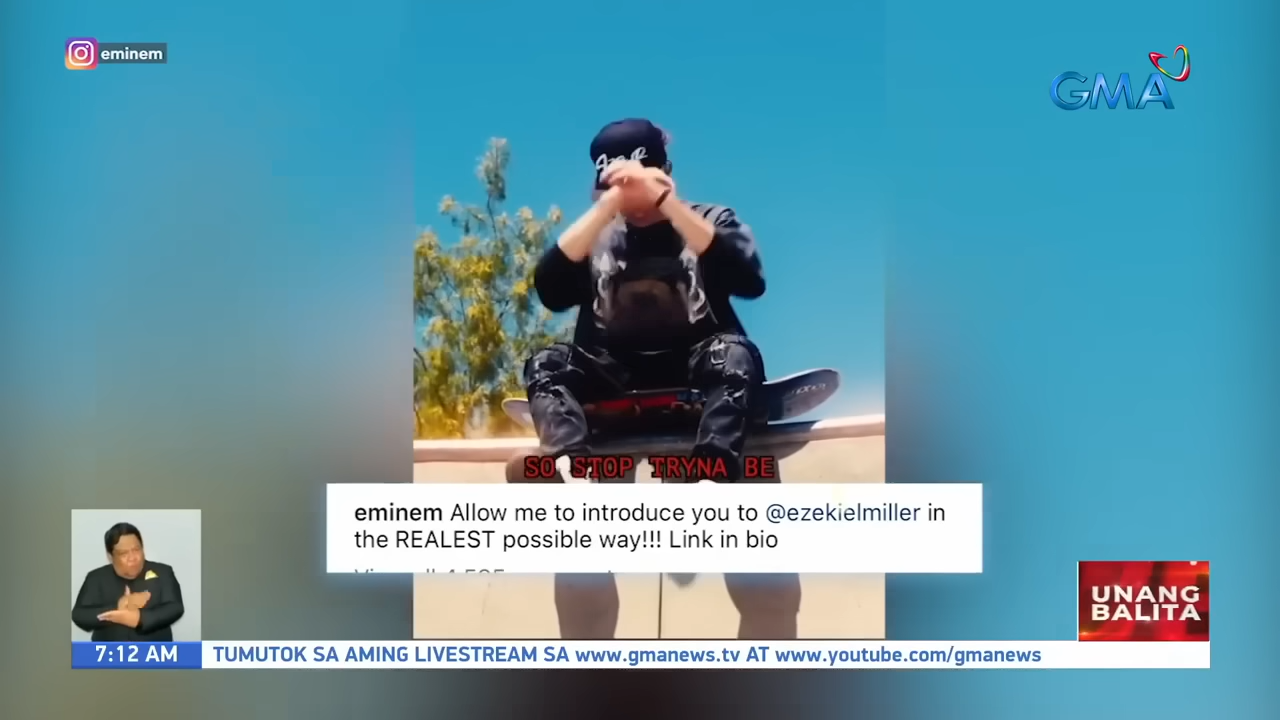 eminem
GMA
SO STOP TRYNA BE
eminem Allow me to introduce you to @ezekielmiller in
the REALEST possible way!!! Link in bio
UNANG
BALITA
7:12 AM
TUMUTOK SA AMING LIVESTREAM SA www.gmanews.tv AT www.youtube.com/gmanews